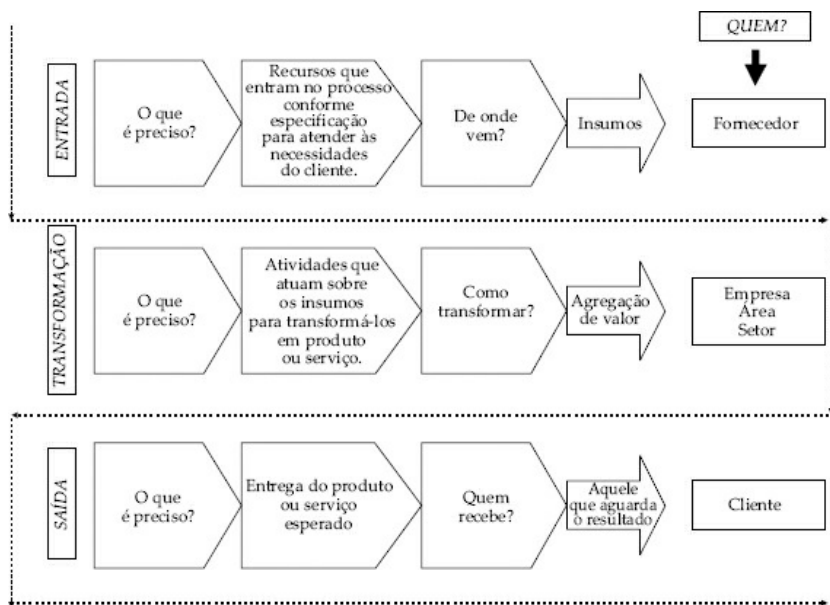 QUEM?
ENTRADA
O que
é preciso?
Recursos que
entram no processo
conforme
especificação
para atender às
necessidades
do cliente.
De onde
vem?
Insumos
Fornecedor
TRANSFORMAÇÃO
O que
é preciso?
Atividades que
atuam sobre
os insumos
para transformá-los
em produto
ou serviço.
Como
transformar?
Agregação
de valor
Empresa
Área
Setor
SAÍDA
O que
é preciso?
Entrega do produto
ou serviço
esperado
Quem
recebe?
Aquele
que aguarda
o resultado
Cliente